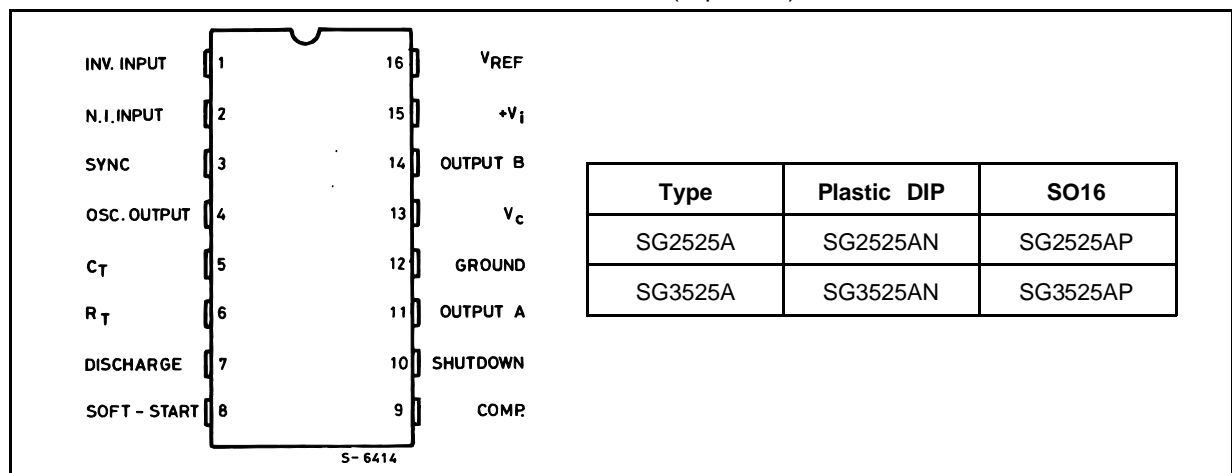 INV. INPUT 1 16 VREF
N.I. INPUT 2 15 +Vi
SYNC 3 14 OUTPUT B
OSC. OUTPUT 4 13 Vc
CT 5 12 GROUND
RT 6 11 OUTPUT A
DISCHARGE 7 10 SHUTDOWN
SOFT - START 8 9 COMP.
S- 6414
Type Plastic DIP SO16
SG2525A SG2525AN SG2525AP
SG3525A SG3525AN SG3525AP